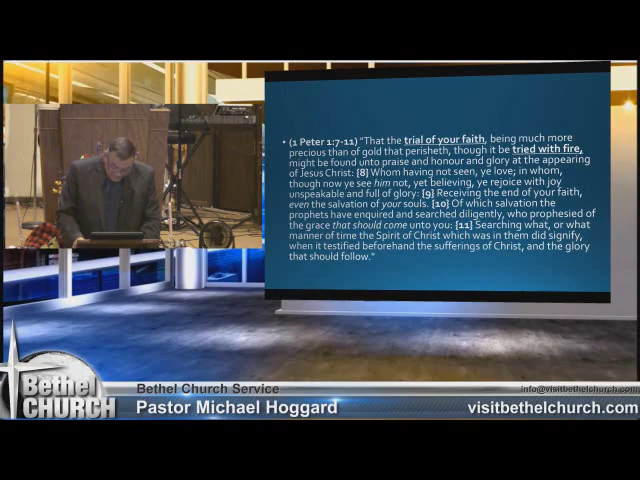 • (1 Peter 1:7-11) "That the trial of your faith, being much more
precious than of gold that perisheth, though it be tried with fire,
might be found unto praise and honour and glory at the appearing
of Jesus Christ: {8} Whom having not seen, ye love; in whom,
though now ye see him not, yet believing, ye rejoice with joy
unspeakable and full of glory: {9} Receiving the end of your faith,
even the salvation of your souls. {10} Of which salvation the
prophets have enquired and searched diligently, who prophesied of
the grace that should come unto you: {11} Searching what, or what
manner of time the Spirit of Christ which was in them did signify,
when it testified beforehand the sufferings of Christ, and the glory
that should follow."
Bethel
CHURCH
Bethel Church Service
info@visitbethelchurch.com
Pastor Michael Hoggard
visitbethelchurch.com